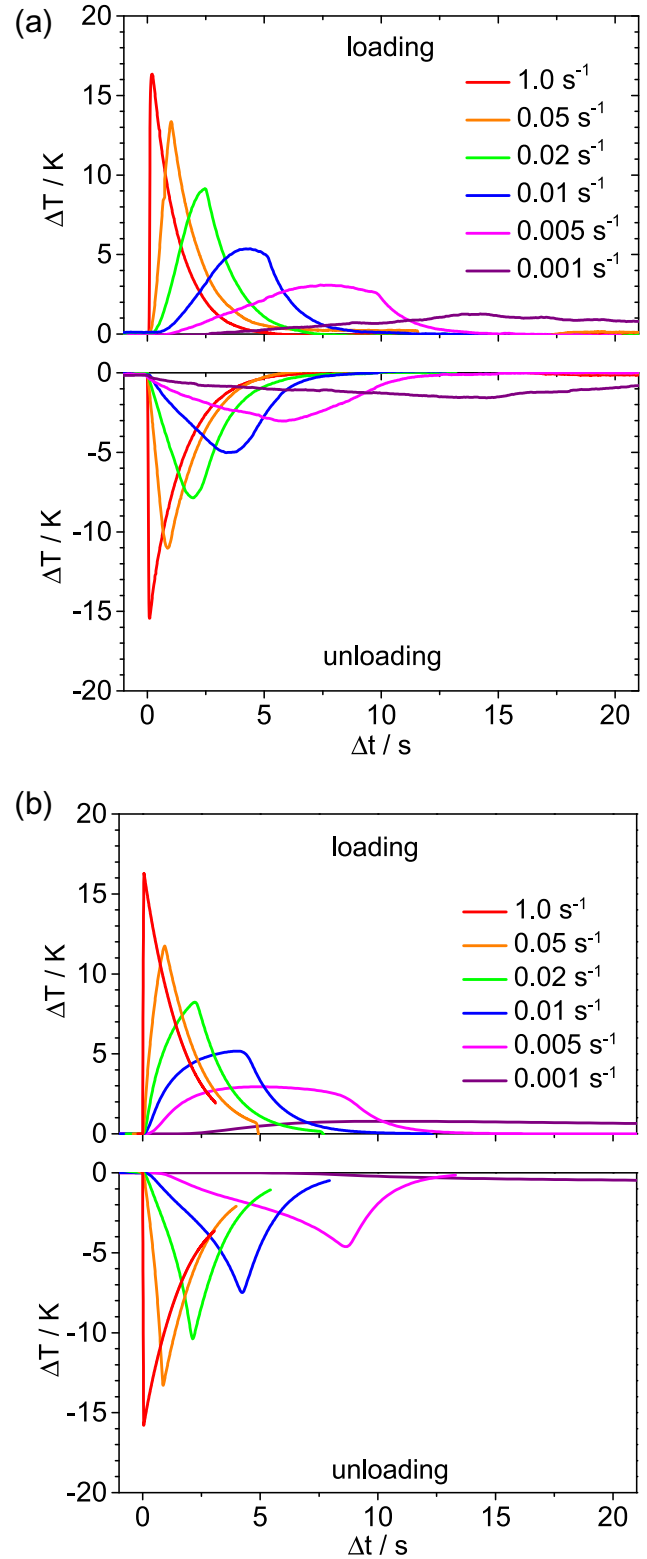 (a)
20
15
10
5
0
ΔT / K
loading
1.0 s⁻¹
0.05 s⁻¹
0.02 s⁻¹
0.01 s⁻¹
0.005 s⁻¹
0.001 s⁻¹
0
-5
-10
-15
-20
ΔT / K
unloading
0 5 10 15 20
Δt / s
(b)
20
15
10
5
0
ΔT / K
loading
1.0 s⁻¹
0.05 s⁻¹
0.02 s⁻¹
0.01 s⁻¹
0.005 s⁻¹
0.001 s⁻¹
0
-5
-10
-15
-20
ΔT / K
unloading
0 5 10 15 20
Δt / s